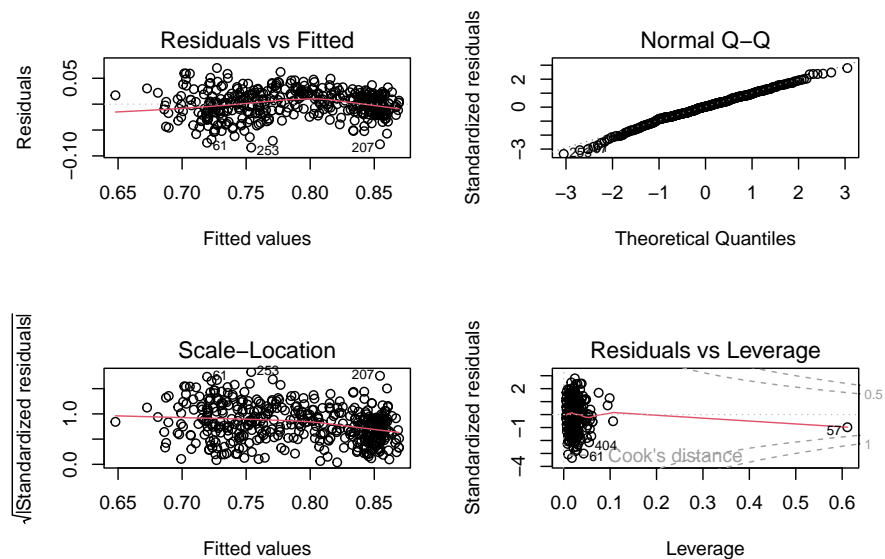 Residuals vs Fitted
Residuals
0.05
−0.10
61
253
207
0.65 0.70 0.75 0.80 0.85
Fitted values
Normal Q−Q
Standardized residuals
2
0
−3
−3 −2 −1 0 1 2 3
Theoretical Quantiles
Scale−Location
√|Standardized residuals|
1.0
0.0
61
253
207
0.65 0.70 0.75 0.80 0.85
Fitted values
Residuals vs Leverage
Standardized residuals
2
−1
−4
0.5
57
1
404
61
Cook's distance
0.0 0.1 0.2 0.3 0.4 0.5 0.6
Leverage